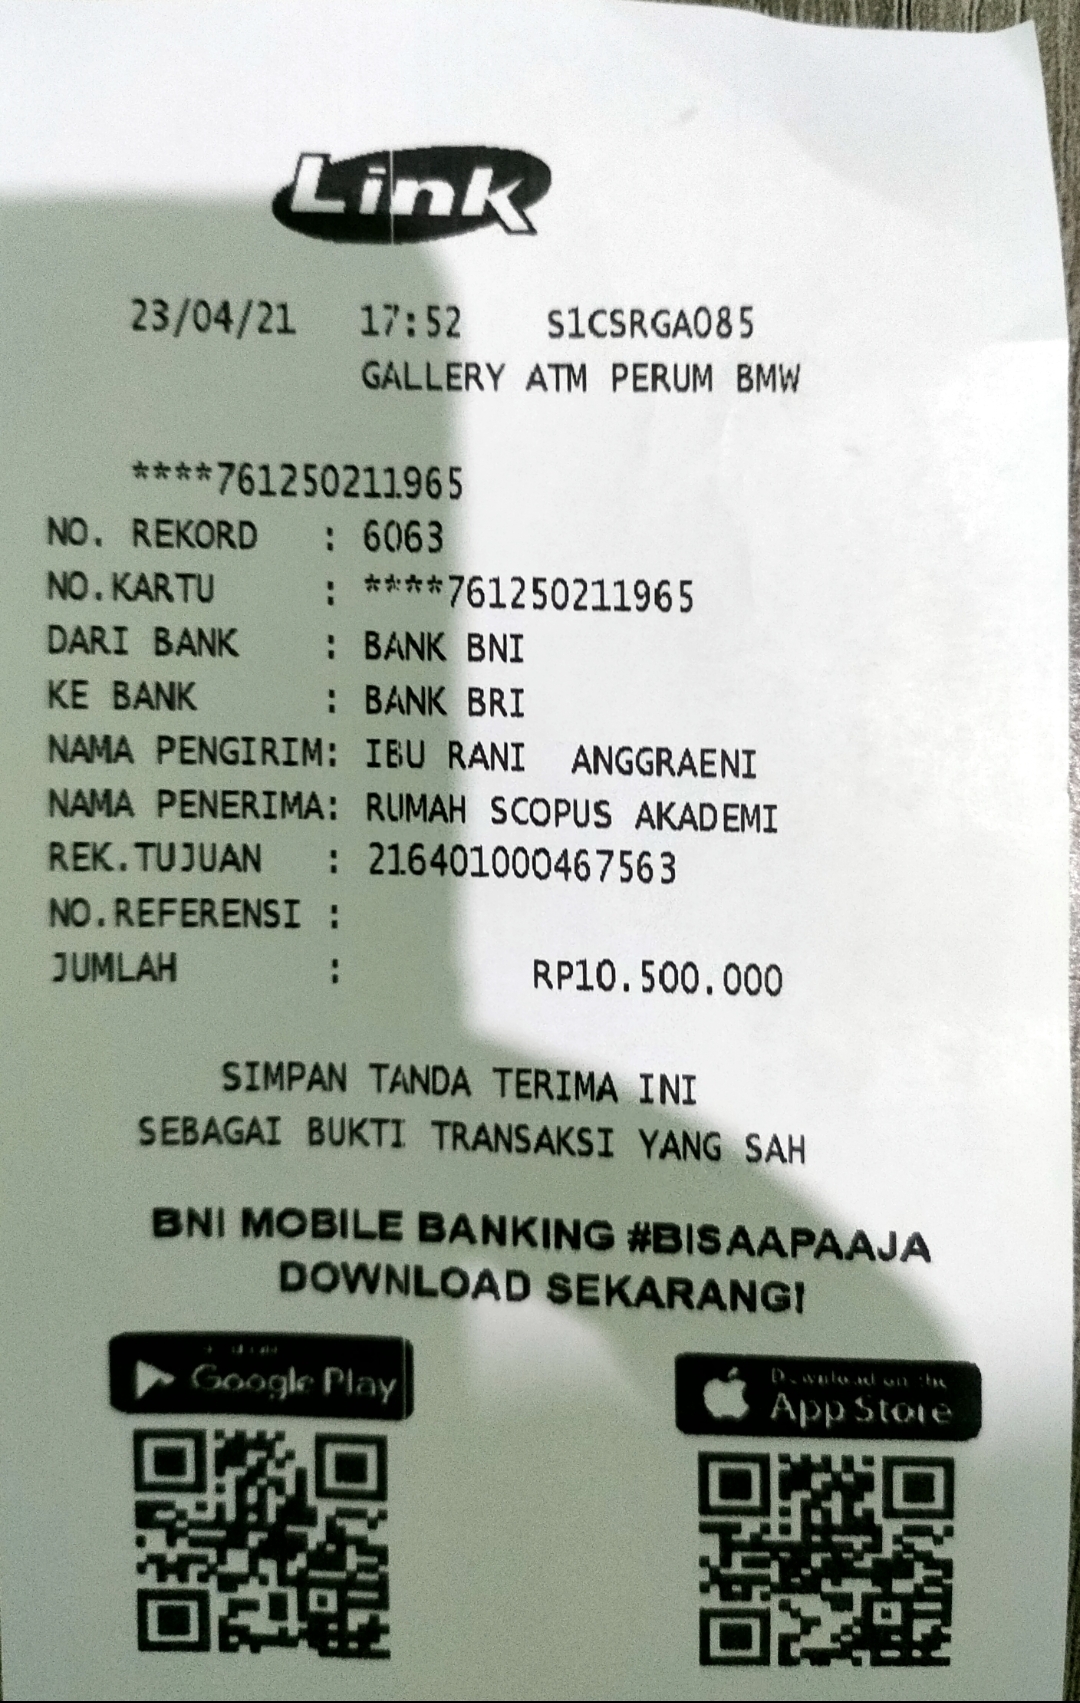 Link
23/04/21 17:52 S1CSRGA085
GALLERY ATM PERUM BMW
****761250211965
NO. REKORD : 6063
NO.KARTU : ****761250211965
DARI BANK : BANK BNI
KE BANK : BANK BRI
NAMA PENGIRIM: IBU RANI ANGGRAENI
NAMA PENERIMA: RUMAH SCOPUS AKADEMI
REK.TUJUAN : 216401000467563
NO.REFERENSI :
JUMLAH : RP10.500.000
SIMPAN TANDA TERIMA INI
SEBAGAI BUKTI TRANSAKSI YANG SAH
BNI MOBILE BANKING #BISAAPAAJA
DOWNLOAD SEKARANG!
Google Play
Download on the
App Store